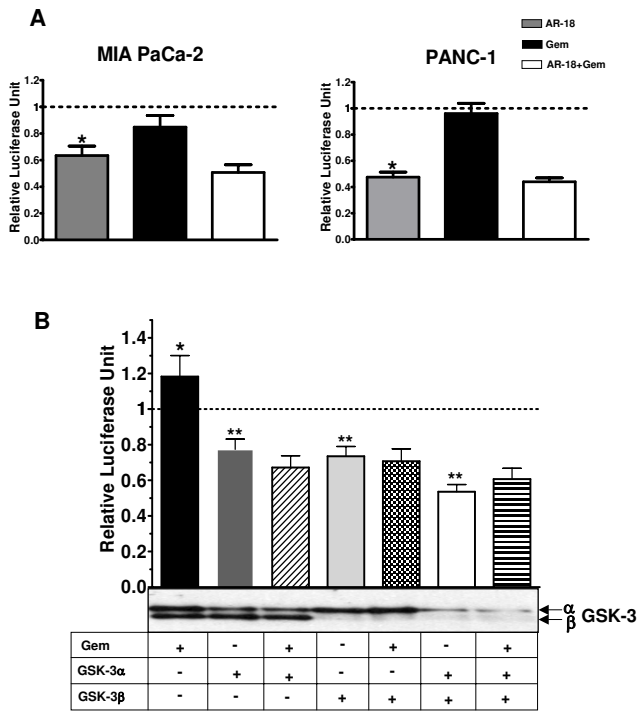 A
AR-18
Gem
AR-18+Gem
MIA PaCa-2
PANC-1
Relative Luciferase Unit
1.2
1
0.8
0.6
0.4
0.2
0.0
*
Relative Luciferase Unit
1.2
1
0.8
0.6
0.4
0.2
0.0
*
B
Relative Luciferase Unit
1.4
1.2
1
0.8
0.6
0.4
0.2
0.0
*
**
**
**
α
β
GSK-3
Gem + - + - + - +
GSK-3α - + + - - + +
GSK-3β - - - + + + +